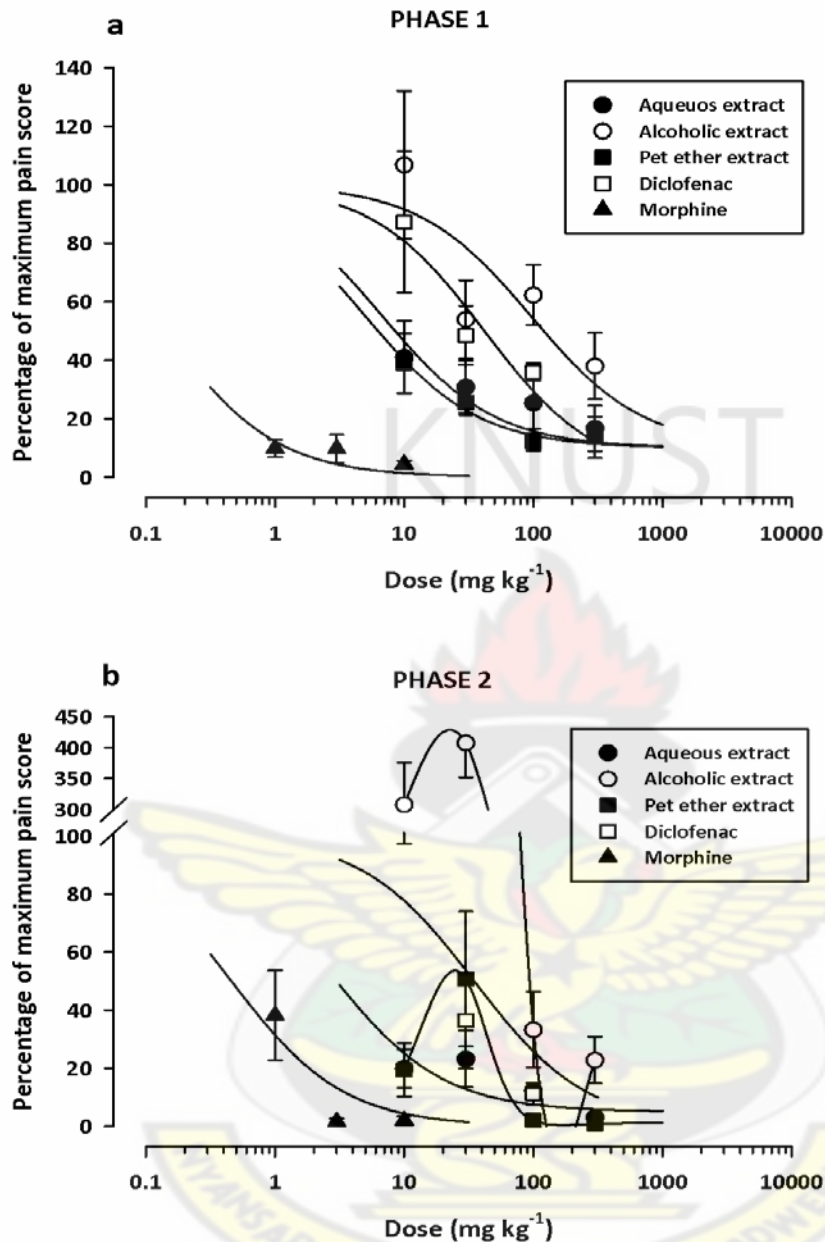 a
PHASE 1
Percentage of maximum pain score
140
120
100
80
60
40
20
0
Aqueuos extract
Alcoholic extract
Pet ether extract
Diclofenac
Morphine
KNUST
0.1 1 10 100 1000 10000
Dose (mg kg-1)
b
PHASE 2
Percentage of maximum pain score
450
400
350
300
100
80
60
40
20
0
Aqueous extract
Alcoholic extract
Pet ether extract
Diclofenac
Morphine
0.1 1 10 100 1000 10000
Dose (mg kg-1)